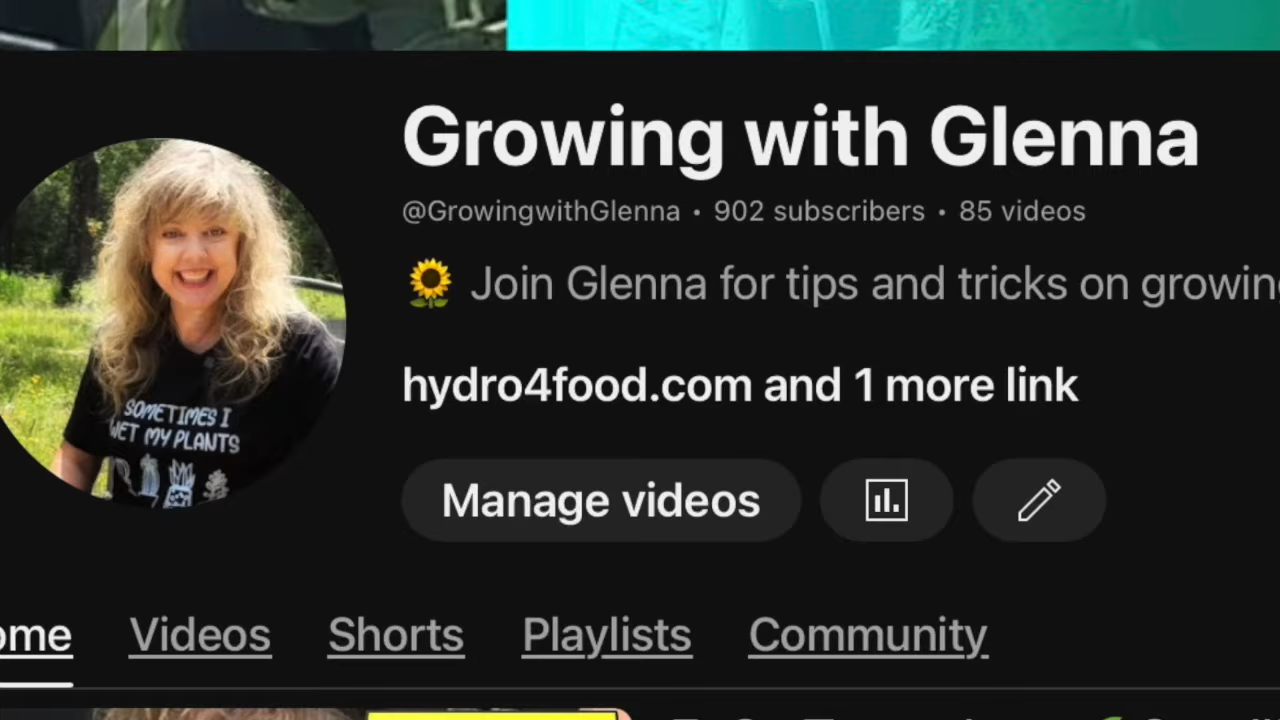 Growing with Glenna
@GrowingwithGlenna • 902 subscribers • 85 videos
🌻 Join Glenna for tips and tricks on growing
hydro4food.com and 1 more link
SOMETIMES I
WET MY PLANTS
Manage videos
ome
Videos
Shorts
Playlists
Community